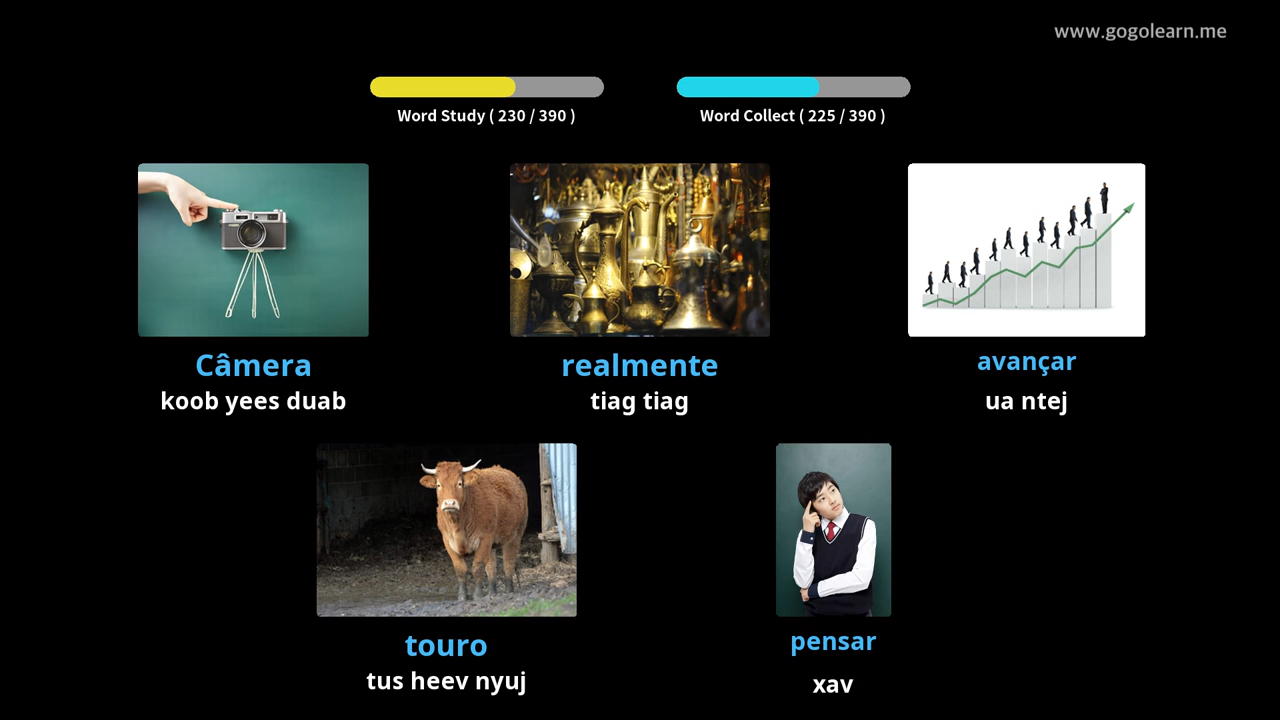 www.gogolearn.me
Word Study ( 230 / 390 )
Word Collect ( 225 / 390 )
Câmera
koob yees duab
realmente
tiag tiag
avançar
ua ntej
touro
tus heev nyuj
pensar
xav